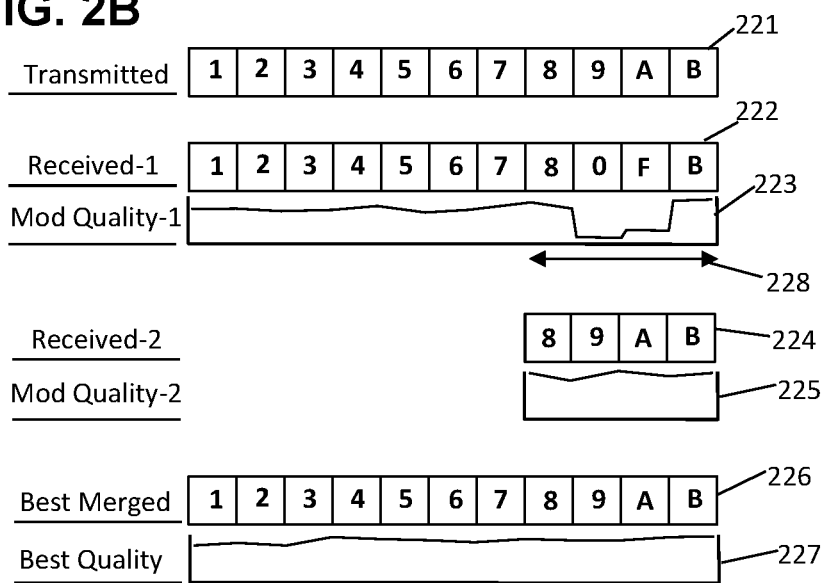 IG. 2B
221
Transmitted 1 2 3 4 5 6 7 8 9 A B
222
Received-1 1 2 3 4 5 6 7 8 0 F B
Mod Quality-1 223
228
Received-2 8 9 A B 224
Mod Quality-2 225
Best Merged 1 2 3 4 5 6 7 8 9 A B 226
Best Quality 227